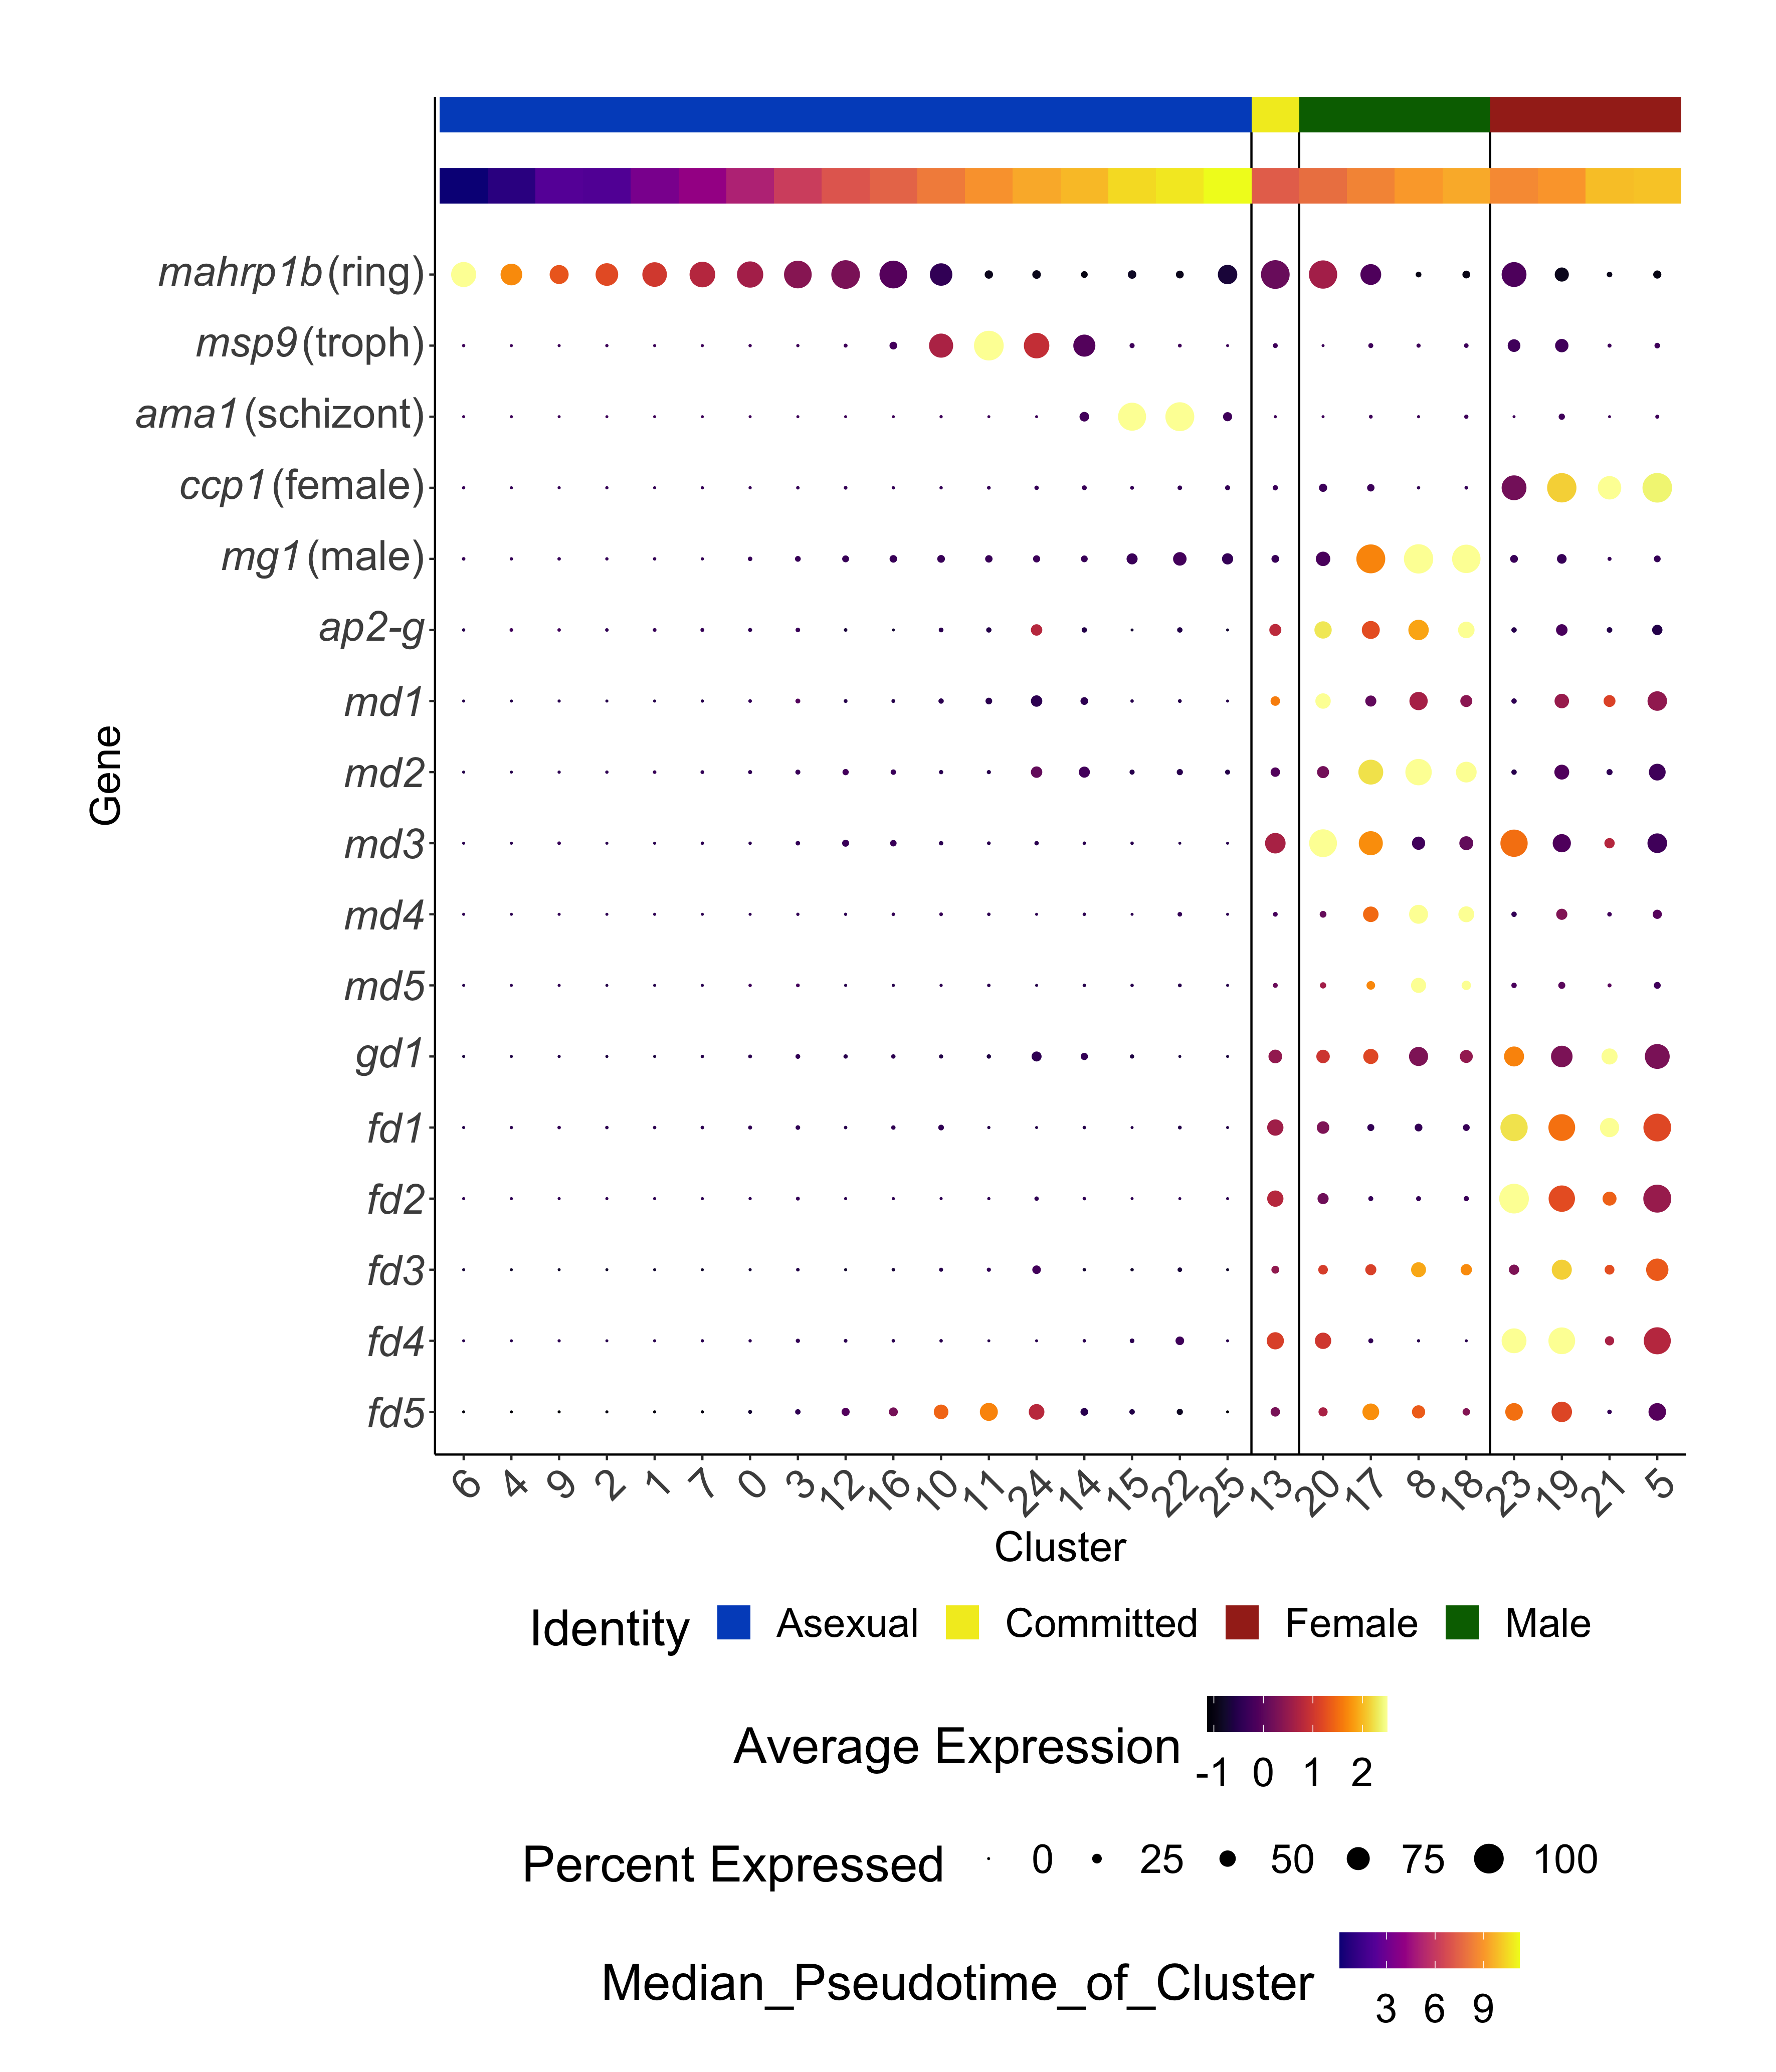 mahrp1b (ring)
msp9 (troph)
ama1 (schizont)
ccp1 (female)
mg1 (male)
ap2-g
md1
md2
md3
md4
md5
gd1
fd1
fd2
fd3
fd4
fd5
Gene
6 4 9 2 1 7 0 3 12 16 10 11 24 14 15 22 25 13 20 17 8 18 23 19 21 5
Cluster
Identity Asexual Committed Female Male
Average Expression
-1 0 1 2
Percent Expressed 0 25 50 75 100
Median_Pseudotime_of_Cluster
3 6 9